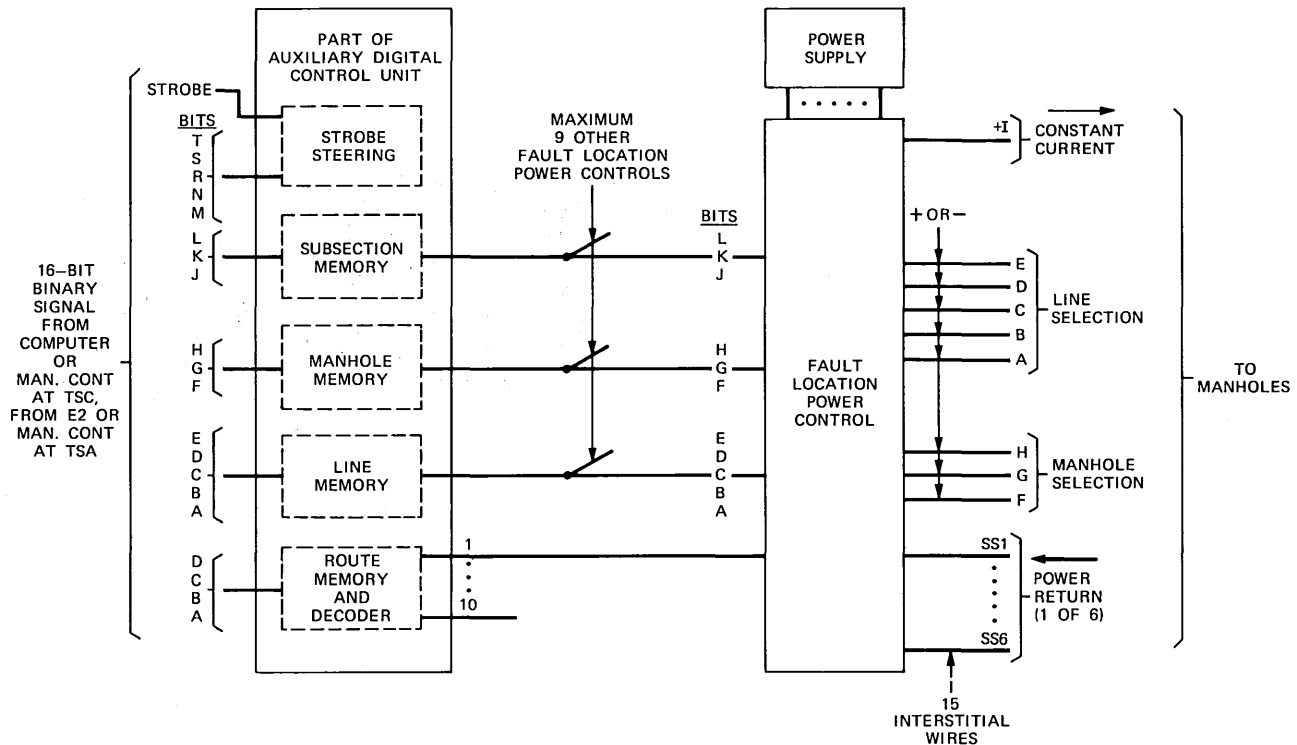 PART OF
AUXILIARY DIGITAL
CONTROL UNIT
POWER
SUPPLY
STROBE
BITS
T
S
R
N
M
STROBE
STEERING
MAXIMUM
9 OTHER
FAULT LOCATION
POWER CONTROLS
+I
CONSTANT
CURRENT
L
K
J
SUBSECTION
MEMORY
BITS
L
K
J
+ OR –
E
D
C
B
A
LINE
SELECTION
16–BIT
BINARY
SIGNAL
FROM
COMPUTER
OR
MAN. CONT
AT TSC,
FROM E2 OR
MAN. CONT
AT TSA
H
G
F
MANHOLE
MEMORY
H
G
F
FAULT
LOCATION
POWER
CONTROL
TO
MANHOLES
E
D
C
B
A
LINE
MEMORY
E
D
C
B
A
H
G
F
MANHOLE
SELECTION
D
C
B
A
ROUTE
MEMORY
AND
DECODER
1
10
SS1
SS6
POWER
RETURN
(1 OF 6)
15
INTERSTITIAL
WIRES